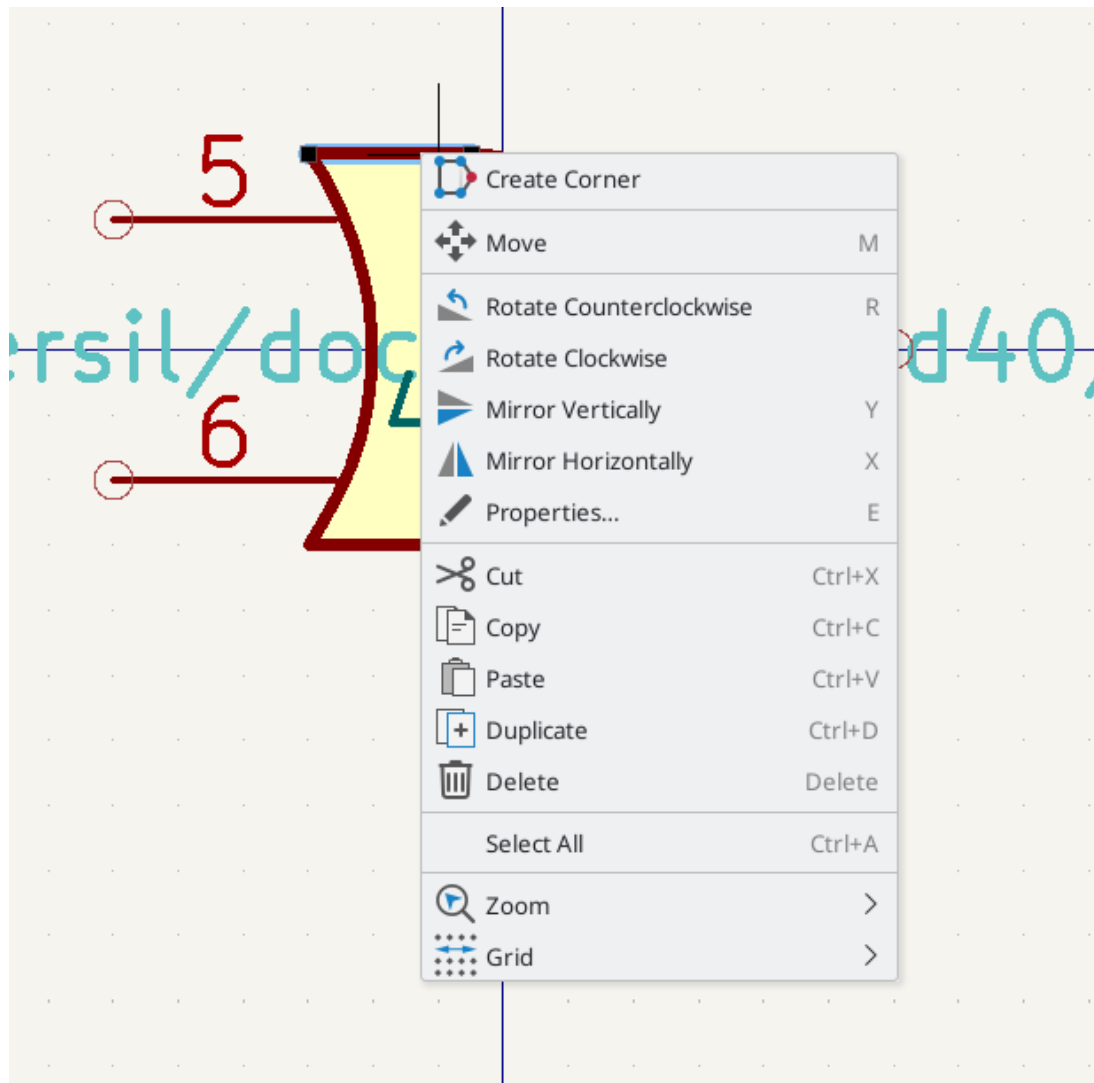 5
Create Corner
Move M
Rotate Counterclockwise R
ersil/doc d40/
Rotate Clockwise
6
Mirror Vertically Y
Mirror Horizontally X
Properties... E
Cut Ctrl+X
Copy Ctrl+C
Paste Ctrl+V
Duplicate Ctrl+D
Delete Delete
Select All Ctrl+A
Zoom
Grid